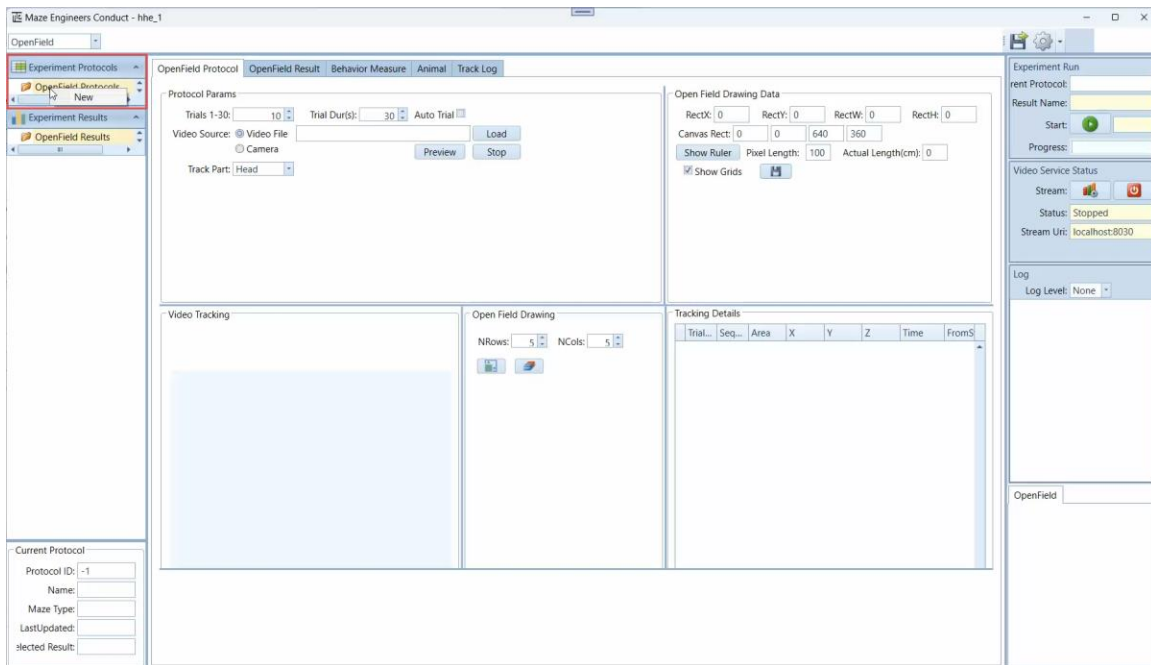 Maze Engineers Conduct - hhe_1
OpenField
Experiment Protocols
OpenField Protocols
New
Experiment Results
OpenField Results
Current Protocol
Protocol ID: -1
Name:
Maze Type:
LastUpdated:
elected Result:
OpenField Protocol OpenField Result Behavior Measure Animal Track Log
Protocol Params
Trials 1-30: 10 Trial Dur(s): 30 Auto Trial
Video Source: Video File Load
Camera Preview Stop
Track Part: Head
Open Field Drawing Data
RectX: 0 RectY: 0 RectW: 0 RectH: 0
Canvas Rect: 0 0 640 360
Show Ruler Pixel Length: 100 Actual Length(cm): 0
Show Grids
Video Tracking
Open Field Drawing
NRows: 5 NCols: 5
Tracking Details
Trial... Seq... Area X Y Z Time FromS
Experiment Run
rent Protocol:
Result Name:
Start:
Progress:
Video Service Status
Stream:
Status: Stopped
Stream Uri: localhost:8030
Log
Log Level: None
OpenField